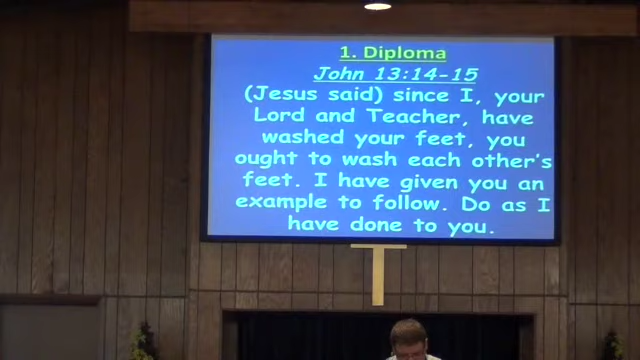 1. Diploma
John 13:14-15
(Jesus said) since I, your
Lord and Teacher, have
washed your feet, you
ought to wash each other's
feet. I have given you an
example to follow. Do as I
have done to you.